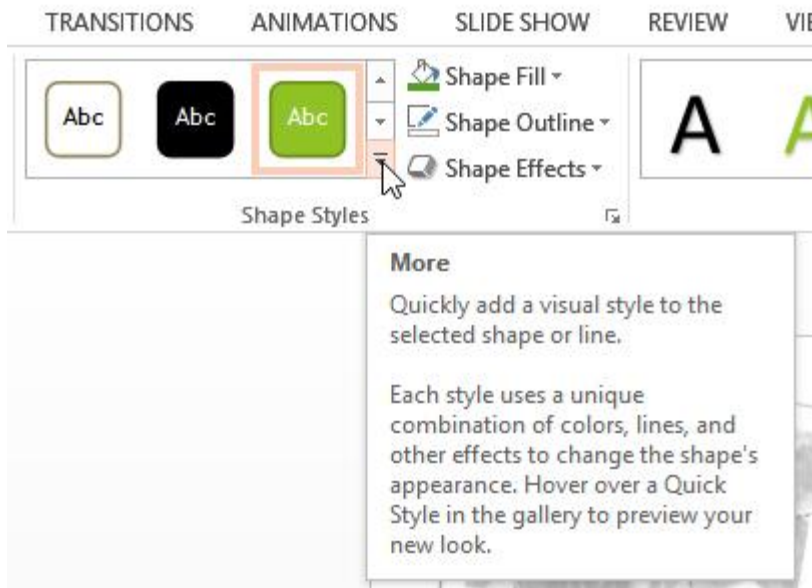 TRANSITIONS ANIMATIONS SLIDE SHOW REVIEW
Abc Abc Abc
Shape Fill
Shape Outline
Shape Effects
A A
Shape Styles
More
Quickly add a visual style to the
selected shape or line.
Each style uses a unique
combination of colors, lines, and
other effects to change the shape's
appearance. Hover over a Quick
Style in the gallery to preview your
new look.